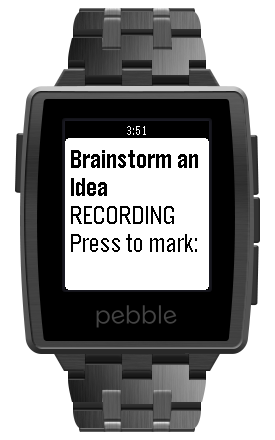 3:51
Brainstorm an
Idea
RECORDING
Press to mark:
pebble